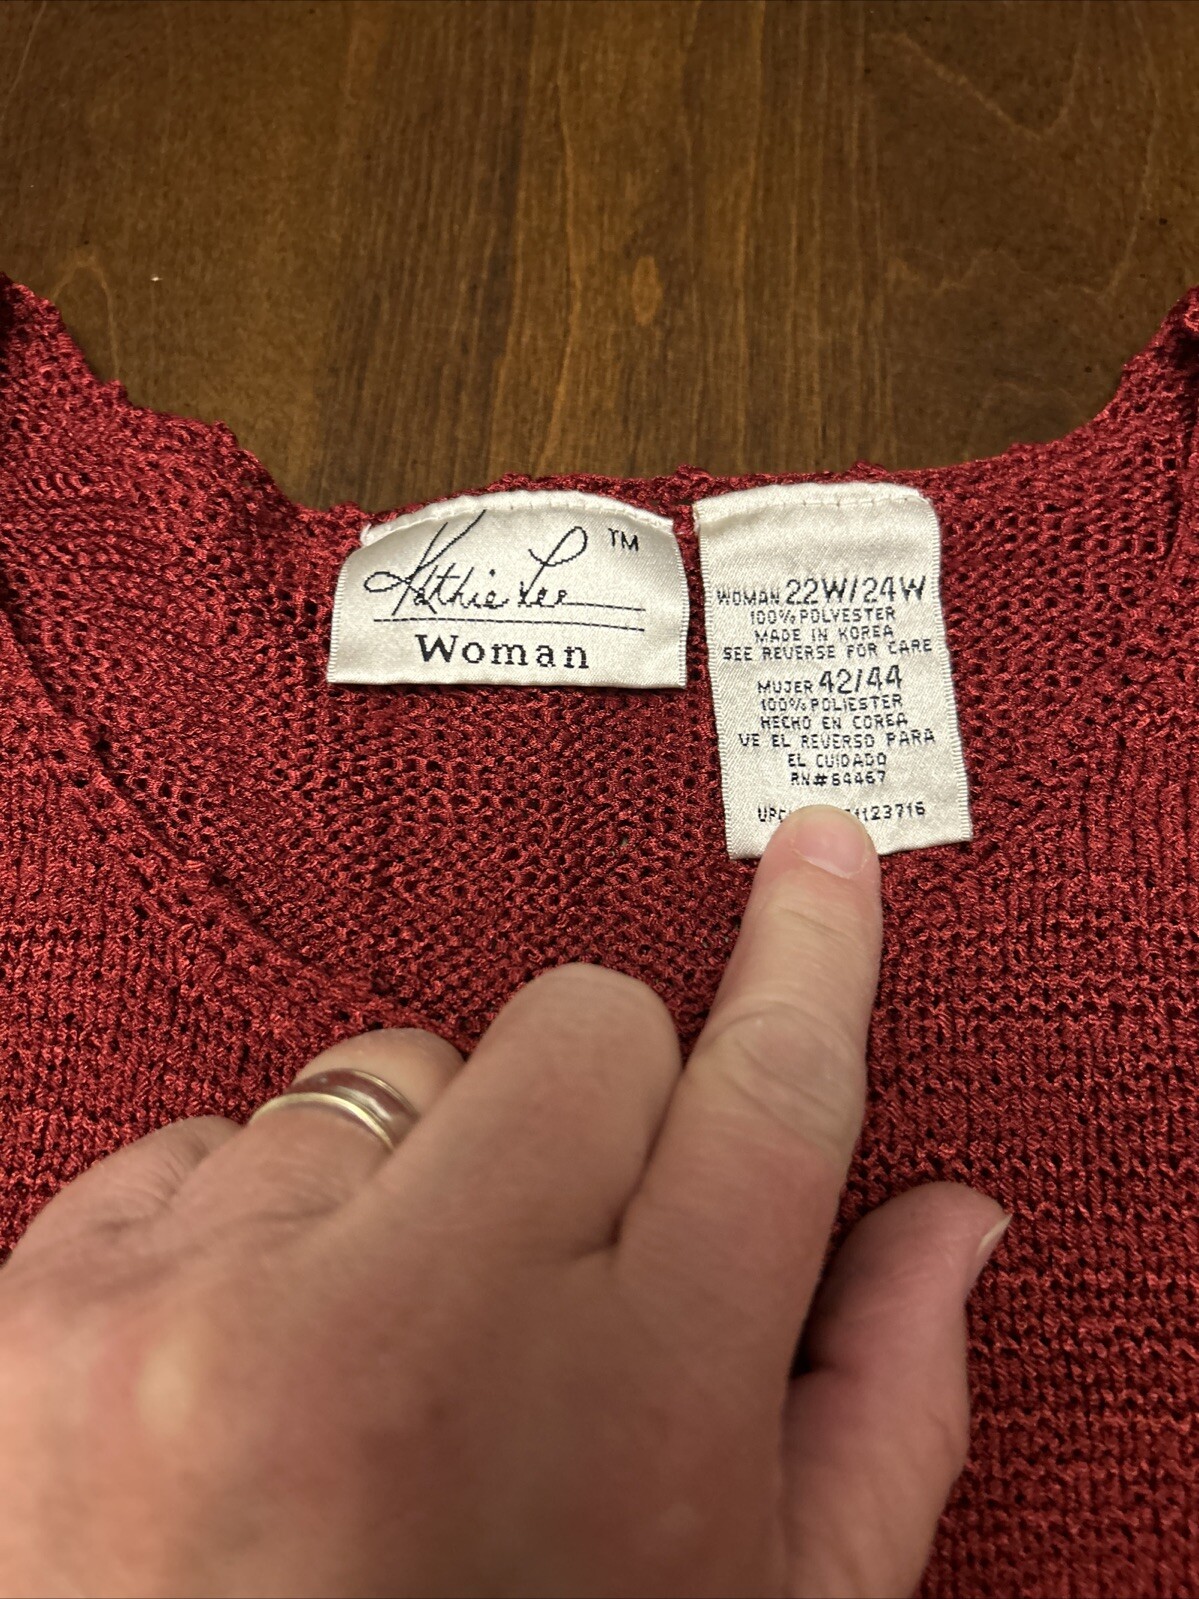 Kathie Lee ™
Woman
WOMAN 22W/24W
100% POLYESTER
MADE IN KOREA
SEE REVERSE FOR CARE
MUJER 42/44
100% POLIESTER
HECHO EN COREA
VE EL REVERSO PARA
EL CUIDADO
RN#64467